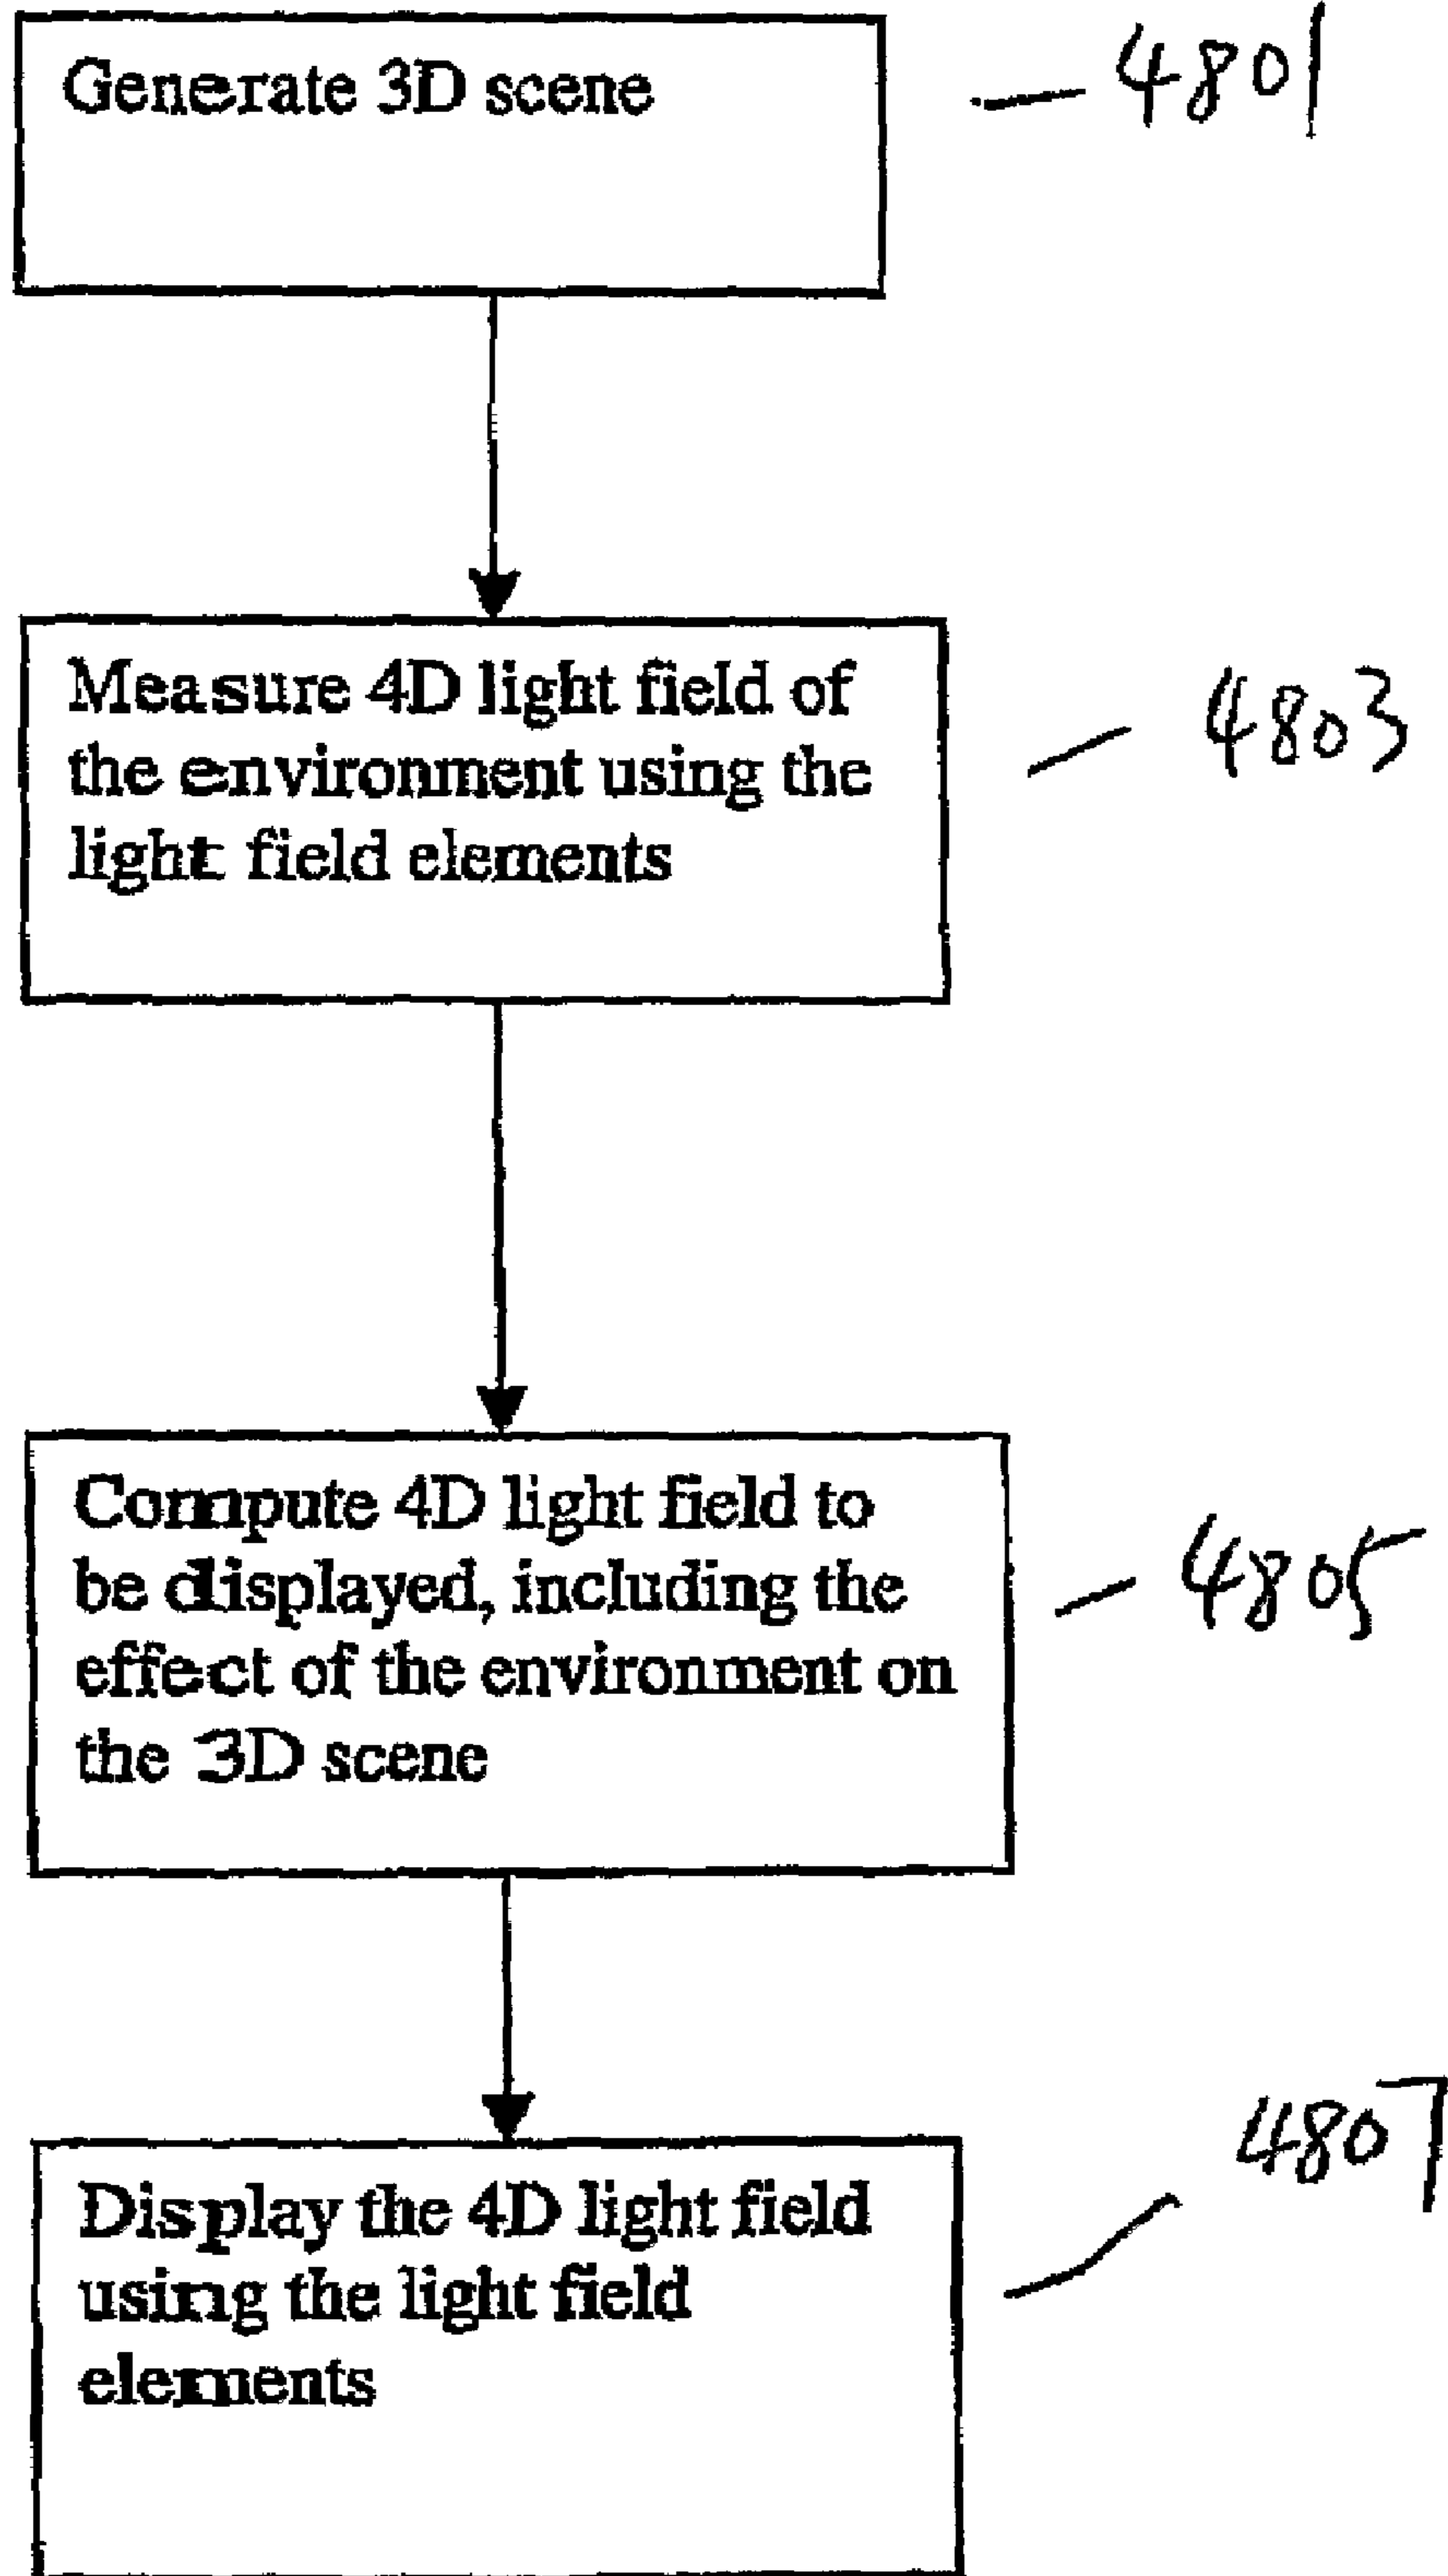 Generate 3D scene
4801
Measure 4D light field of
the environment using the
light field elements
4803
Compute 4D light field to
be displayed, including the
effect of the environment on
the 3D scene
4805
Display the 4D light field
using the light field
elements
4807